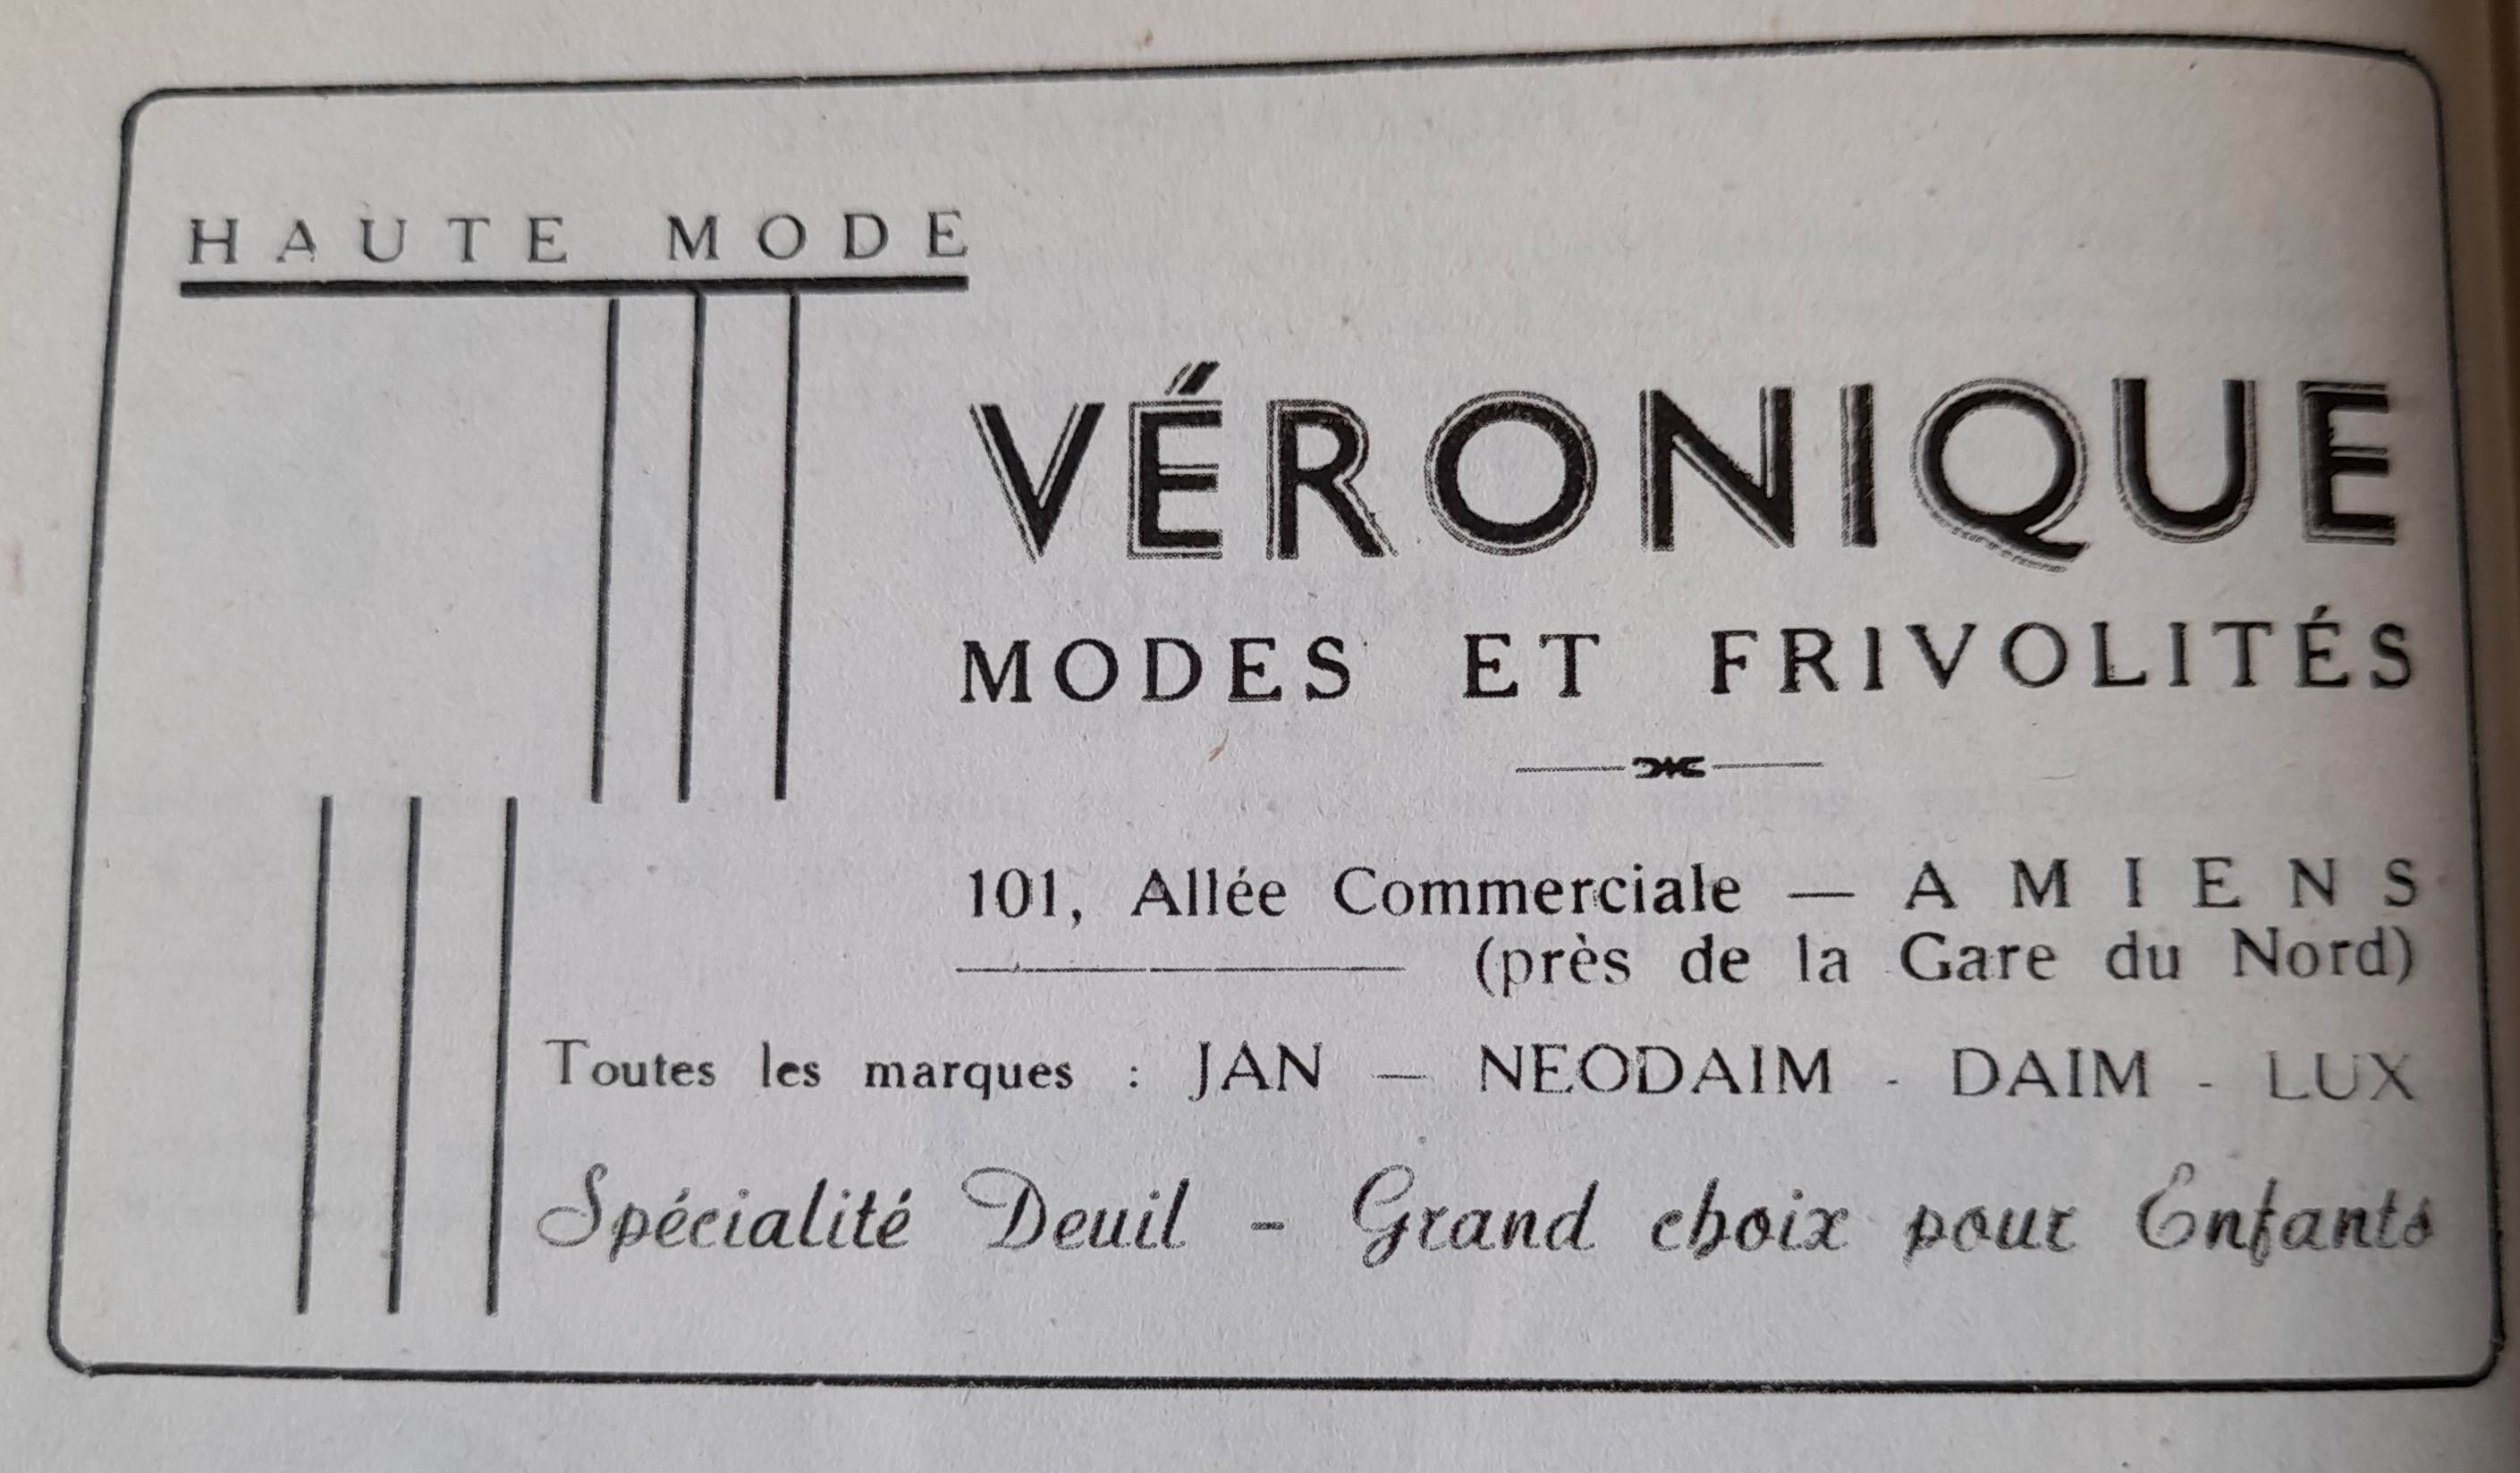 HAUTE MODE
VÉRONIQUE
MODES ET FRIVOLITÉS
101, Allée Commerciale — AMIENS
(près de la Gare du Nord)
Toutes les marques : JAN — NEODAIM - DAIM - LUX
Spécialité Deuil - Grand choix pour Enfants